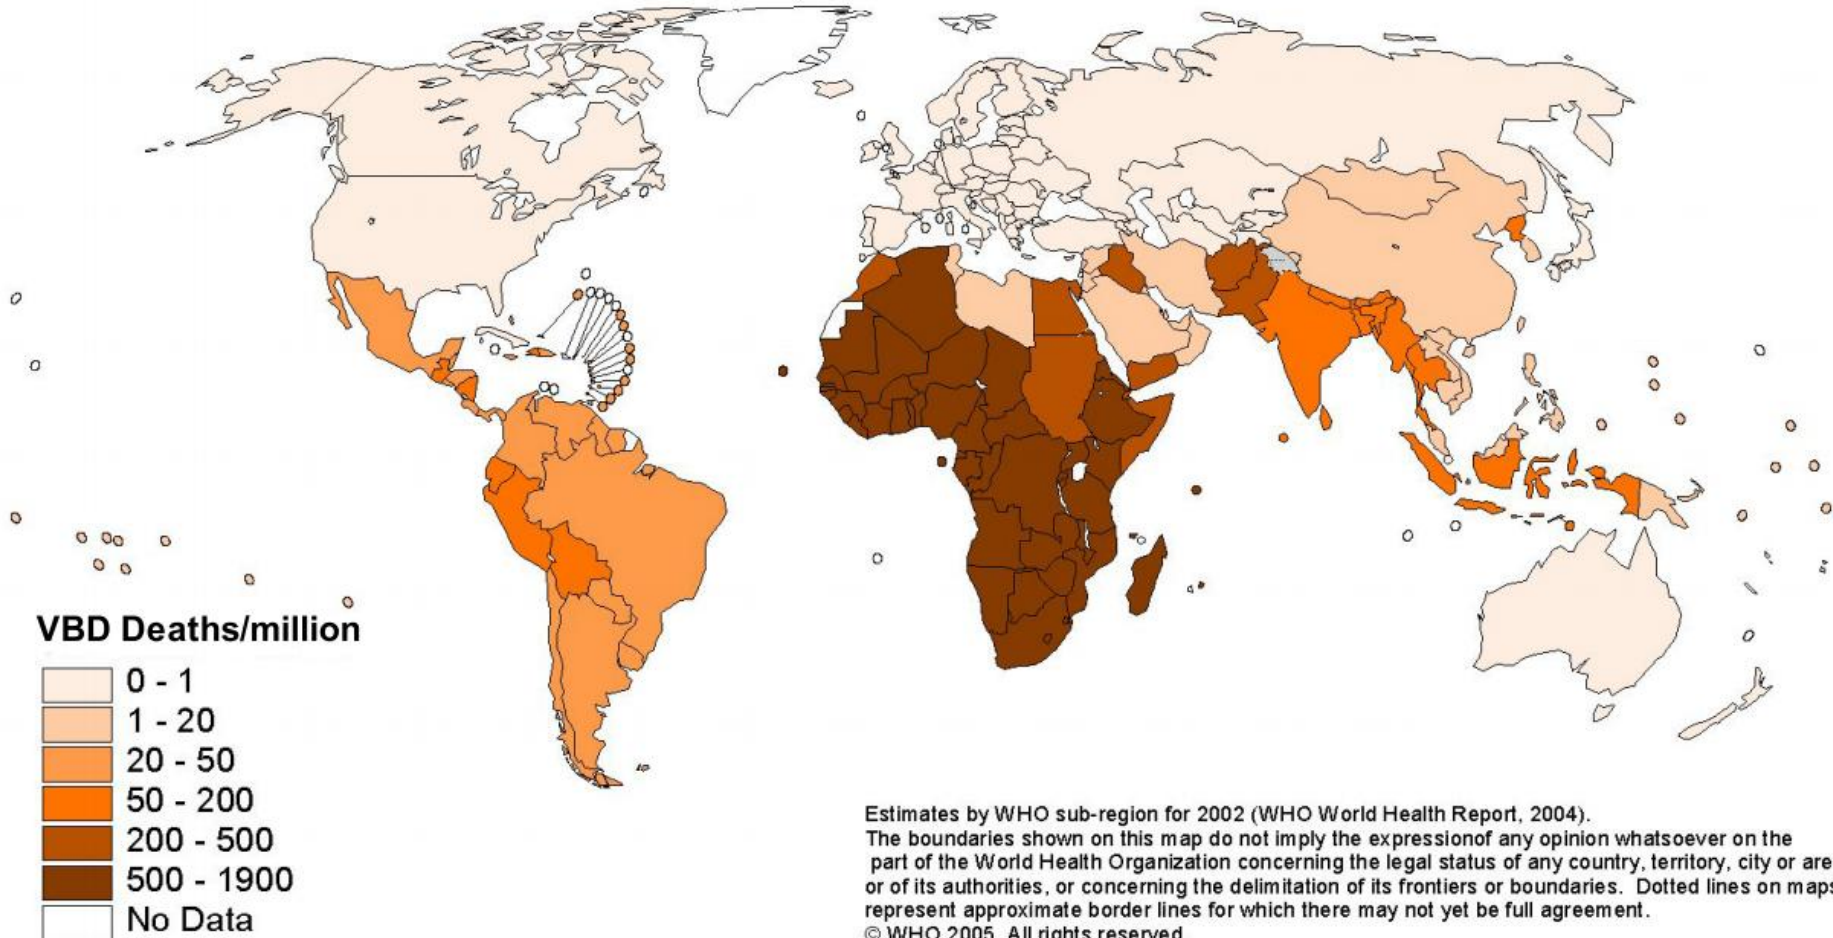 VBD Deaths/million
0 - 1
1 - 20
20 - 50
50 - 200
200 - 500
500 - 1900
No Data
Estimates by WHO sub-region for 2002 (WHO World Health Report, 2004).
The boundaries shown on this map do not imply the expressionof any opinion whatsoever on the
part of the World Health Organization concerning the legal status of any country, territory, city or are
or of its authorities, or concerning the delimitation of its frontiers or boundaries. Dotted lines on maps
represent approximate border lines for which there may not yet be full agreement.
© WHO 2005. All rights reserved